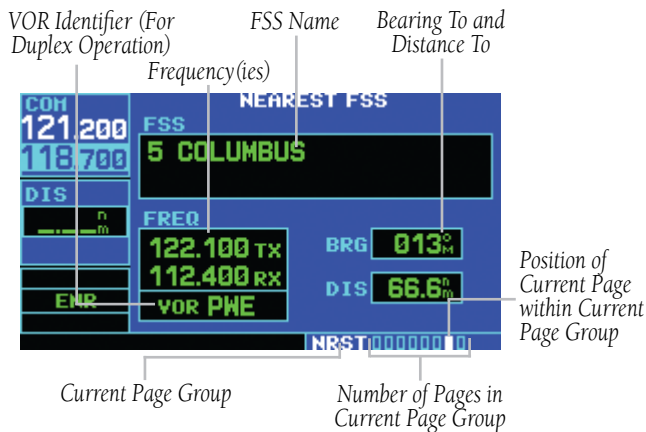 VOR Identifier (For
Duplex Operation)
FSS Name
Bearing To and
Distance To
Frequency(ies)
COM
121.200
118.700
NEAREST FSS
FSS
5 COLUMBUS
DIS
__.__nm
FREQ
122.100 TX
112.400 RX
VOR PWE
BRG 013°M
DIS 66.6nm
ENR
NRST
Position of
Current Page
within Current
Page Group
Current Page Group
Number of Pages in
Current Page Group